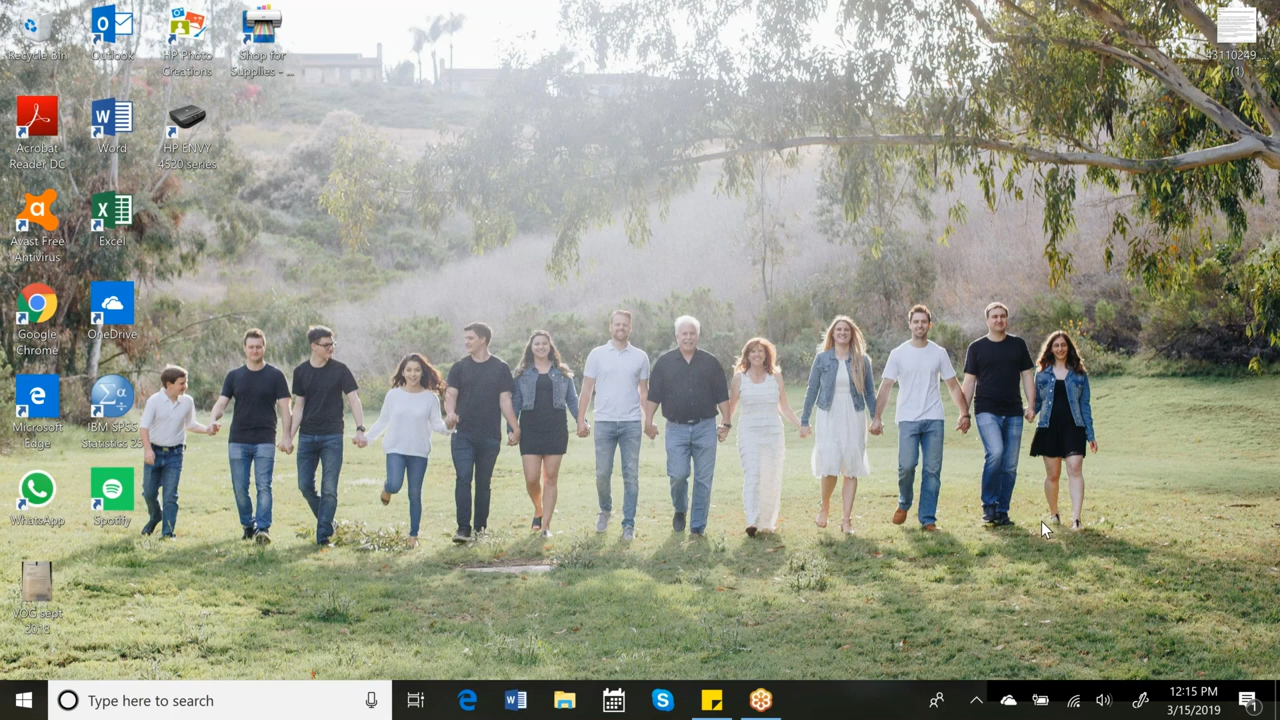 Recycle Bin
Outlook
HP Photo
Creations
Shop for
Supplies - ...
43110249_...
(1)
Acrobat
Reader DC
Word
HP ENVY
4520 series
Avast Free
Antivirus
Excel
Google
Chrome
OneDrive
Microsoft
Edge
IBM SPSS
Statistics 25
WhatsApp
Spotify
VOG sept
2018
Type here to search
12:15 PM
3/15/2019
1